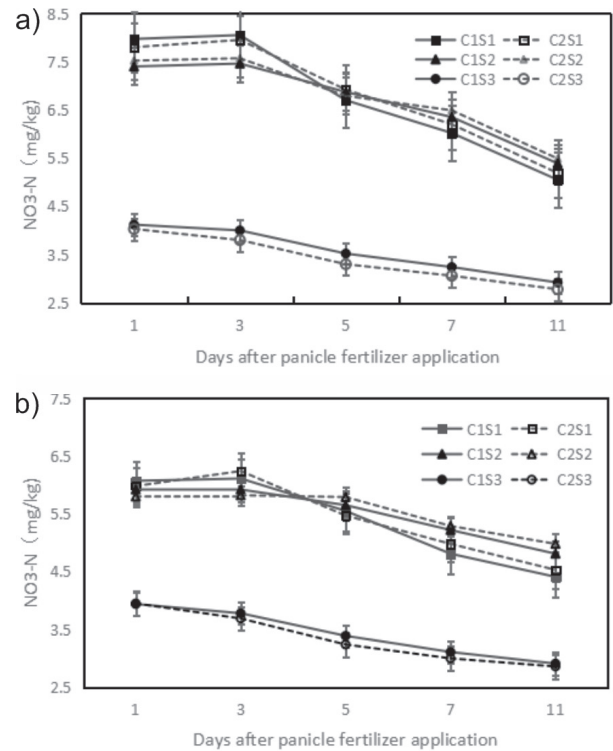 a)
8.5
7.5
6.5
5.5
4.5
3.5
2.5
NO3-N（mg/kg)
C1S1 C2S1
C1S2 C2S2
C1S3 C2S3
1 3 5 7 11
Days after panicle fertilizer application
b)
7.5
6.5
5.5
4.5
3.5
2.5
NO3-N（mg/kg)
C1S1 C2S1
C1S2 C2S2
C1S3 C2S3
1 3 5 7 11
Days after panicle fertilizer application